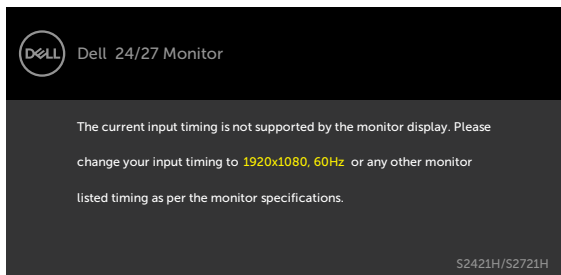 DELL
Dell 24/27 Monitor
The current input timing is not supported by the monitor display. Please
change your input timing to 1920x1080, 60Hz or any other monitor
listed timing as per the monitor specifications.
S2421H/S2721H